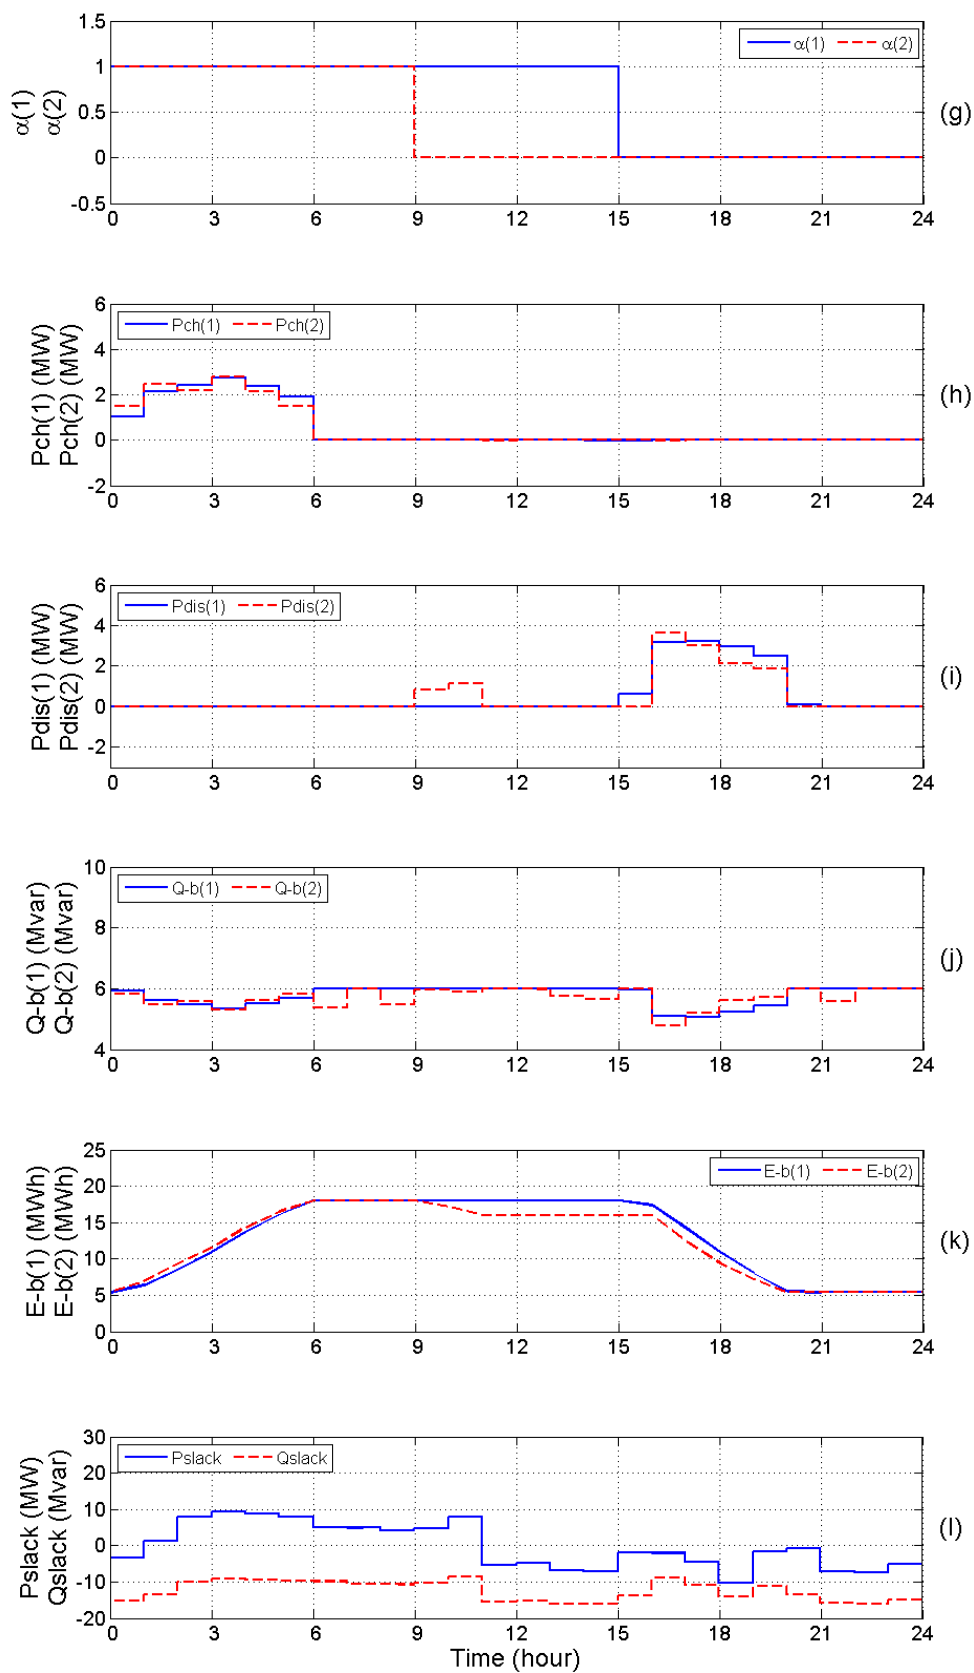 1.5
α(1) α(2)
1
α(1)
α(2)
0.5
(g)
0
-0.5
0 3 6 9 12 15 18 21 24
6
Pch(1) Pch(2)
4
Pch(1) (MW)
Pch(2) (MW)
2
(h)
0
-2
0 3 6 9 12 15 18 21 24
6
Pdis(1) Pdis(2)
4
Pdis(1) (MW)
Pdis(2) (MW)
2
(i)
0
-2
0 3 6 9 12 15 18 21 24
10
Q-b(1) Q-b(2)
8
Q-b(1) (Mvar)
Q-b(2) (Mvar)
(j)
6
4
0 3 6 9 12 15 18 21 24
25
E-b(1) E-b(2)
20
15
E-b(1) (MWh)
E-b(2) (MWh)
(k)
10
5
0
0 3 6 9 12 15 18 21 24
30
Pslack Qslack
20
10
Pslack (MW)
Qslack (Mvar)
(l)
0
-10
-20
0 3 6 9 12 15 18 21 24
Time (hour)